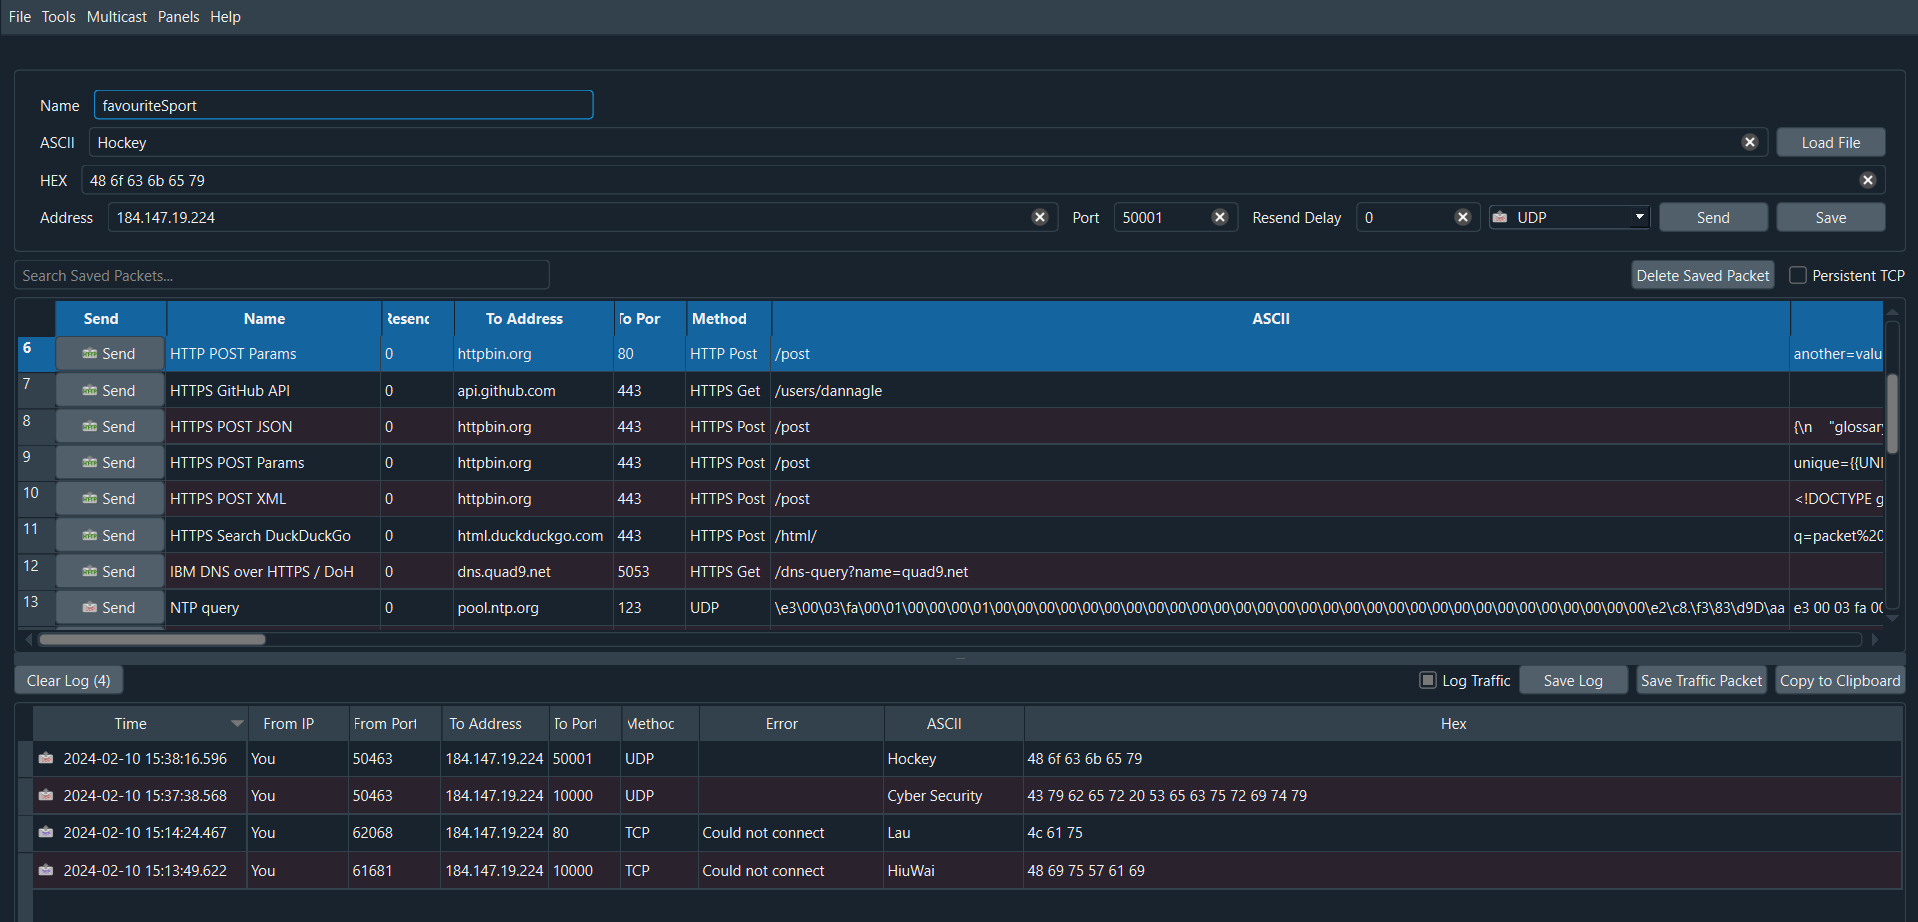 File Tools Multicast Panels Help
Name favouriteSport
ASCII Hockey Load File
HEX 48 6f 63 6b 65 79
Address 184.147.19.224 Port 50001 Resend Delay 0 UDP Send Save
Search Saved Packets... Delete Saved Packet Persistent TCP
Send Name Resend To Address To Por Method ASCII
6 Send HTTP POST Params 0 httpbin.org 80 HTTP Post /post another=valu
7 Send HTTPS GitHub API 0 api.github.com 443 HTTPS Get /users/dannagle
8 Send HTTPS POST JSON 0 httpbin.org 443 HTTPS Post /post {\n "glossary
9 Send HTTPS POST Params 0 httpbin.org 443 HTTPS Post /post unique={{UNI
10 Send HTTPS POST XML 0 httpbin.org 443 HTTPS Post /post <!DOCTYPE g
11 Send HTTPS Search DuckDuckGo 0 html.duckduckgo.com 443 HTTPS Post /html/ q=packet%20
12 Send IBM DNS over HTTPS / DoH 0 dns.quad9.net 5053 HTTPS Get /dns-query?name=quad9.net
13 Send NTP query 0 pool.ntp.org 123 UDP \e3\00\03\fa\00\01\00\00\00\01\00\00\00\00\00\00\00\00\00\00\00\00\00\00\00\00\00\00\00\00\00\00\00\00\00\00\00\00\00\00\e2\c8.\f3\83\d9D\aa e3 00 03 fa 00
Clear Log (4) Log Traffic Save Log Save Traffic Packet Copy to Clipboard
Time From IP From Port To Address To Port Method Error ASCII Hex
2024-02-10 15:38:16.596 You 50463 184.147.19.224 50001 UDP Hockey 48 6f 63 6b 65 79
2024-02-10 15:37:38.568 You 50463 184.147.19.224 10000 UDP Cyber Security 43 79 62 65 72 20 53 65 63 75 72 69 74 79
2024-02-10 15:14:24.467 You 62068 184.147.19.224 80 TCP Could not connect Lau 4c 61 75
2024-02-10 15:13:49.622 You 61681 184.147.19.224 10000 TCP Could not connect HiuWai 48 69 75 57 61 69